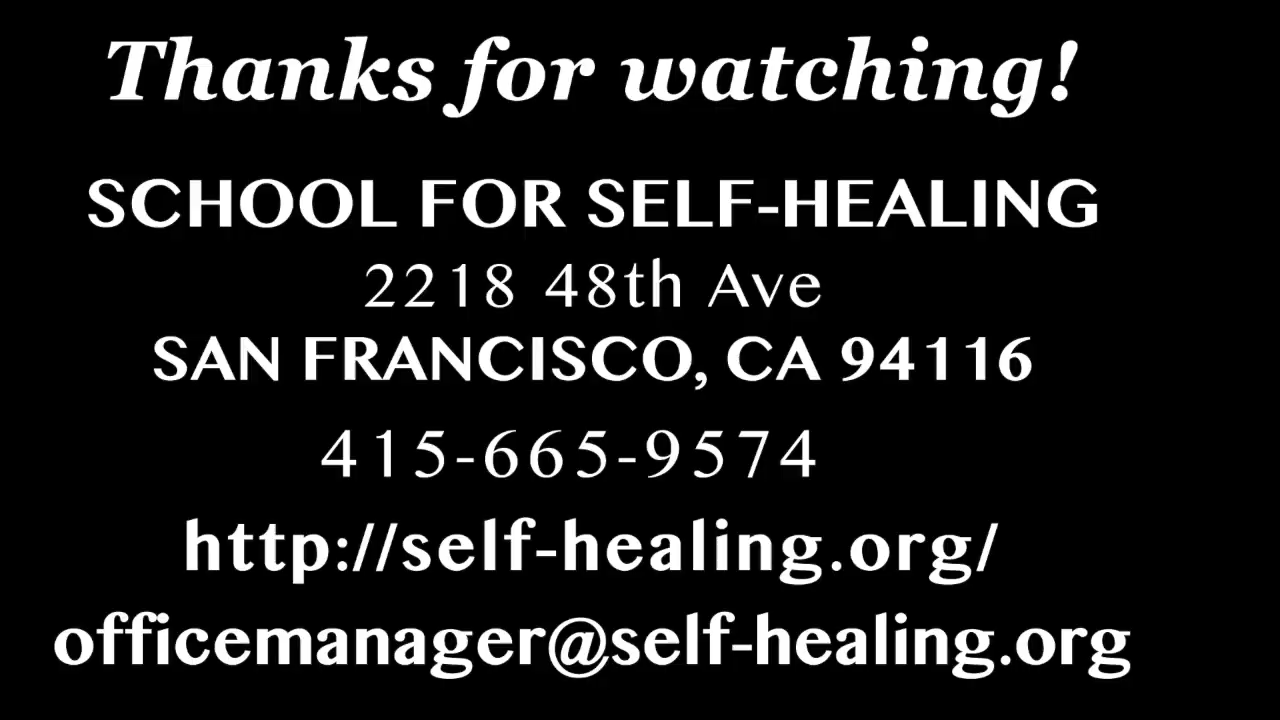 Thanks for watching!
SCHOOL FOR SELF-HEALING
2218 48th Ave
SAN FRANCISCO, CA 94116
415-665-9574
http://self-healing.org/
officemanager@self-healing.org